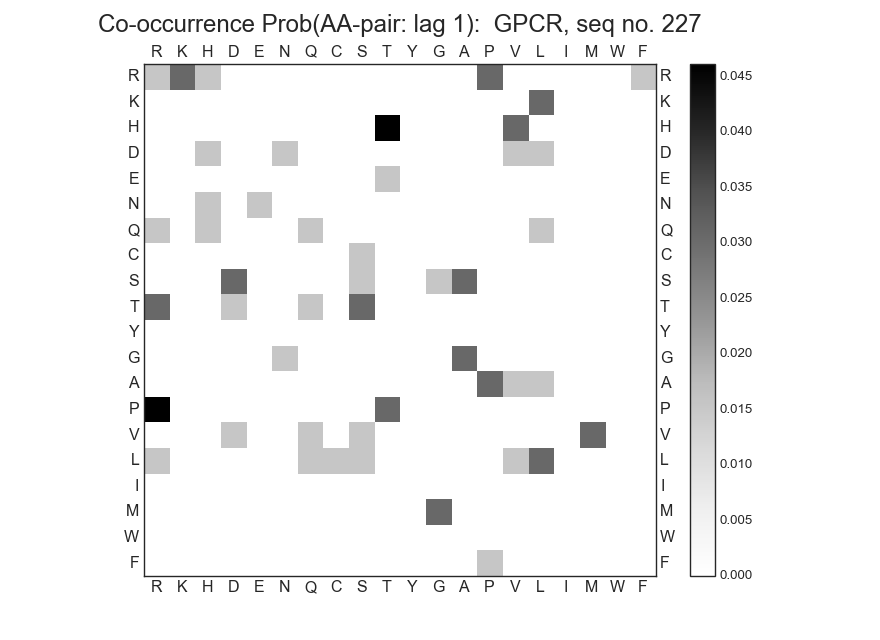 Co-occurrence Prob(AA-pair: lag 1):  GPCR, seq no. 227
R K H D E N Q C S T Y G A P V L I M W F
R R
K K
H H
D D
E E
N N
Q Q
C C
S S
T T
Y Y
G G
A A
P P
V V
L L
I I
M M
W W
F F
R K H D E N Q C S T Y G A P V L I M W F
0.045
0.040
0.035
0.030
0.025
0.020
0.015
0.010
0.005
0.000